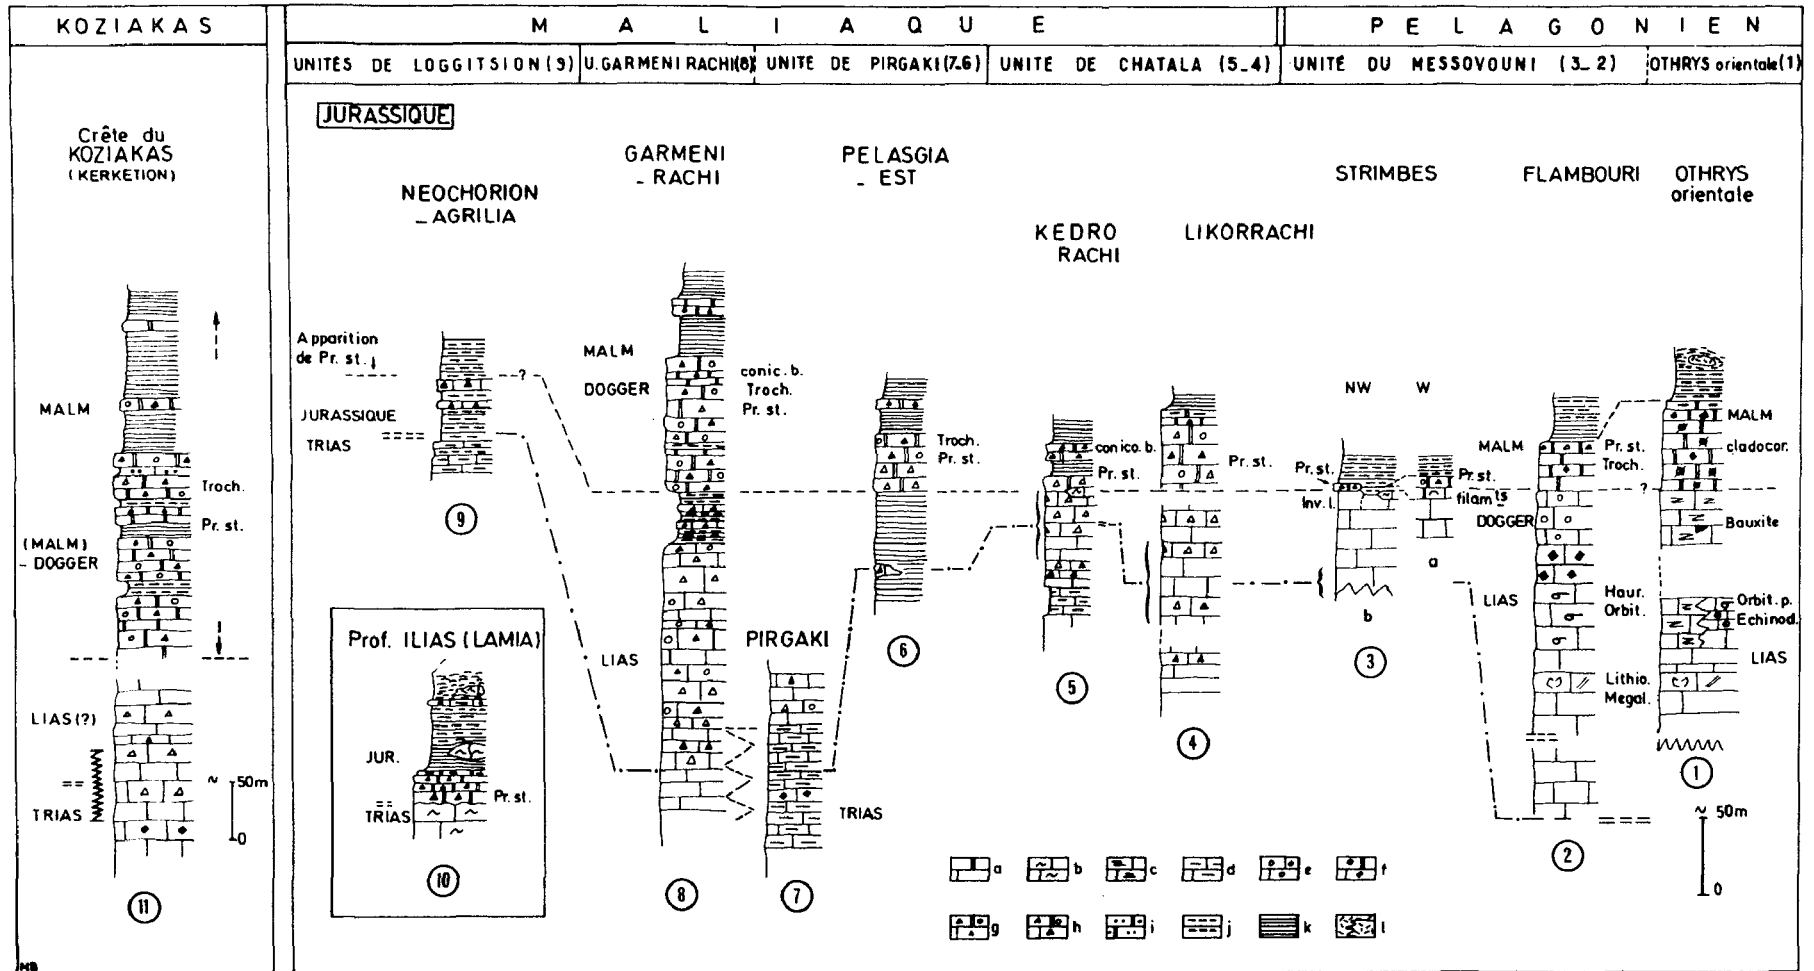 KOZIAKAS
MALIAQUE
PELAGONIEN
UNITÉS DE LOGGITSION (9)
U. GARMENI RACHI (8)
UNITE DE PIRGAKI (7-6)
UNITE DE CHATALA (5_4)
UNITÉ DU MESSOVOUNI (3_2)
OTHRYS orientale (1)
JURASSIQUE
Crête du
KOZIAKAS
(KERKETION)
MALM
Troch.
Pr. st.
(MALM)
- DOGGER
LIAS (?)
==
TRIAS
~ 50m
0
11
NEOCHORION
_ AGRILIA
Apparition
de Pr. st.
?
JURASSIQUE
TRIAS
9
Prof. ILIAS (LAMIA)
JUR.
Pr. st.
TRIAS
10
GARMENI
_ RACHI
MALM
DOGGER
conic. b.
Troch.
Pr. st.
LIAS
8
PIRGAKI
TRIAS
7
PELASGIA
_ EST
Troch.
Pr. st.
6
KEDRO
RACHI
conico. b.
Pr. st.
5
LIKORRACHI
Pr. st.
4
STRIMBES
NW W
Pr. st.
Pr. st.
Inv. l.
filam ts
a
b
3
FLAMBOURI
MALM
Pr. st.
Troch.
DOGGER
?
LIAS
Haur.
Orbit.
Lithio.
Megal.
2
OTHRYS
orientale
MALM
cladocor.
Bauxite
Orbit. p.
Echinod.
LIAS
1
~ 50m
0
a b c d e f
g h i j k l
MB